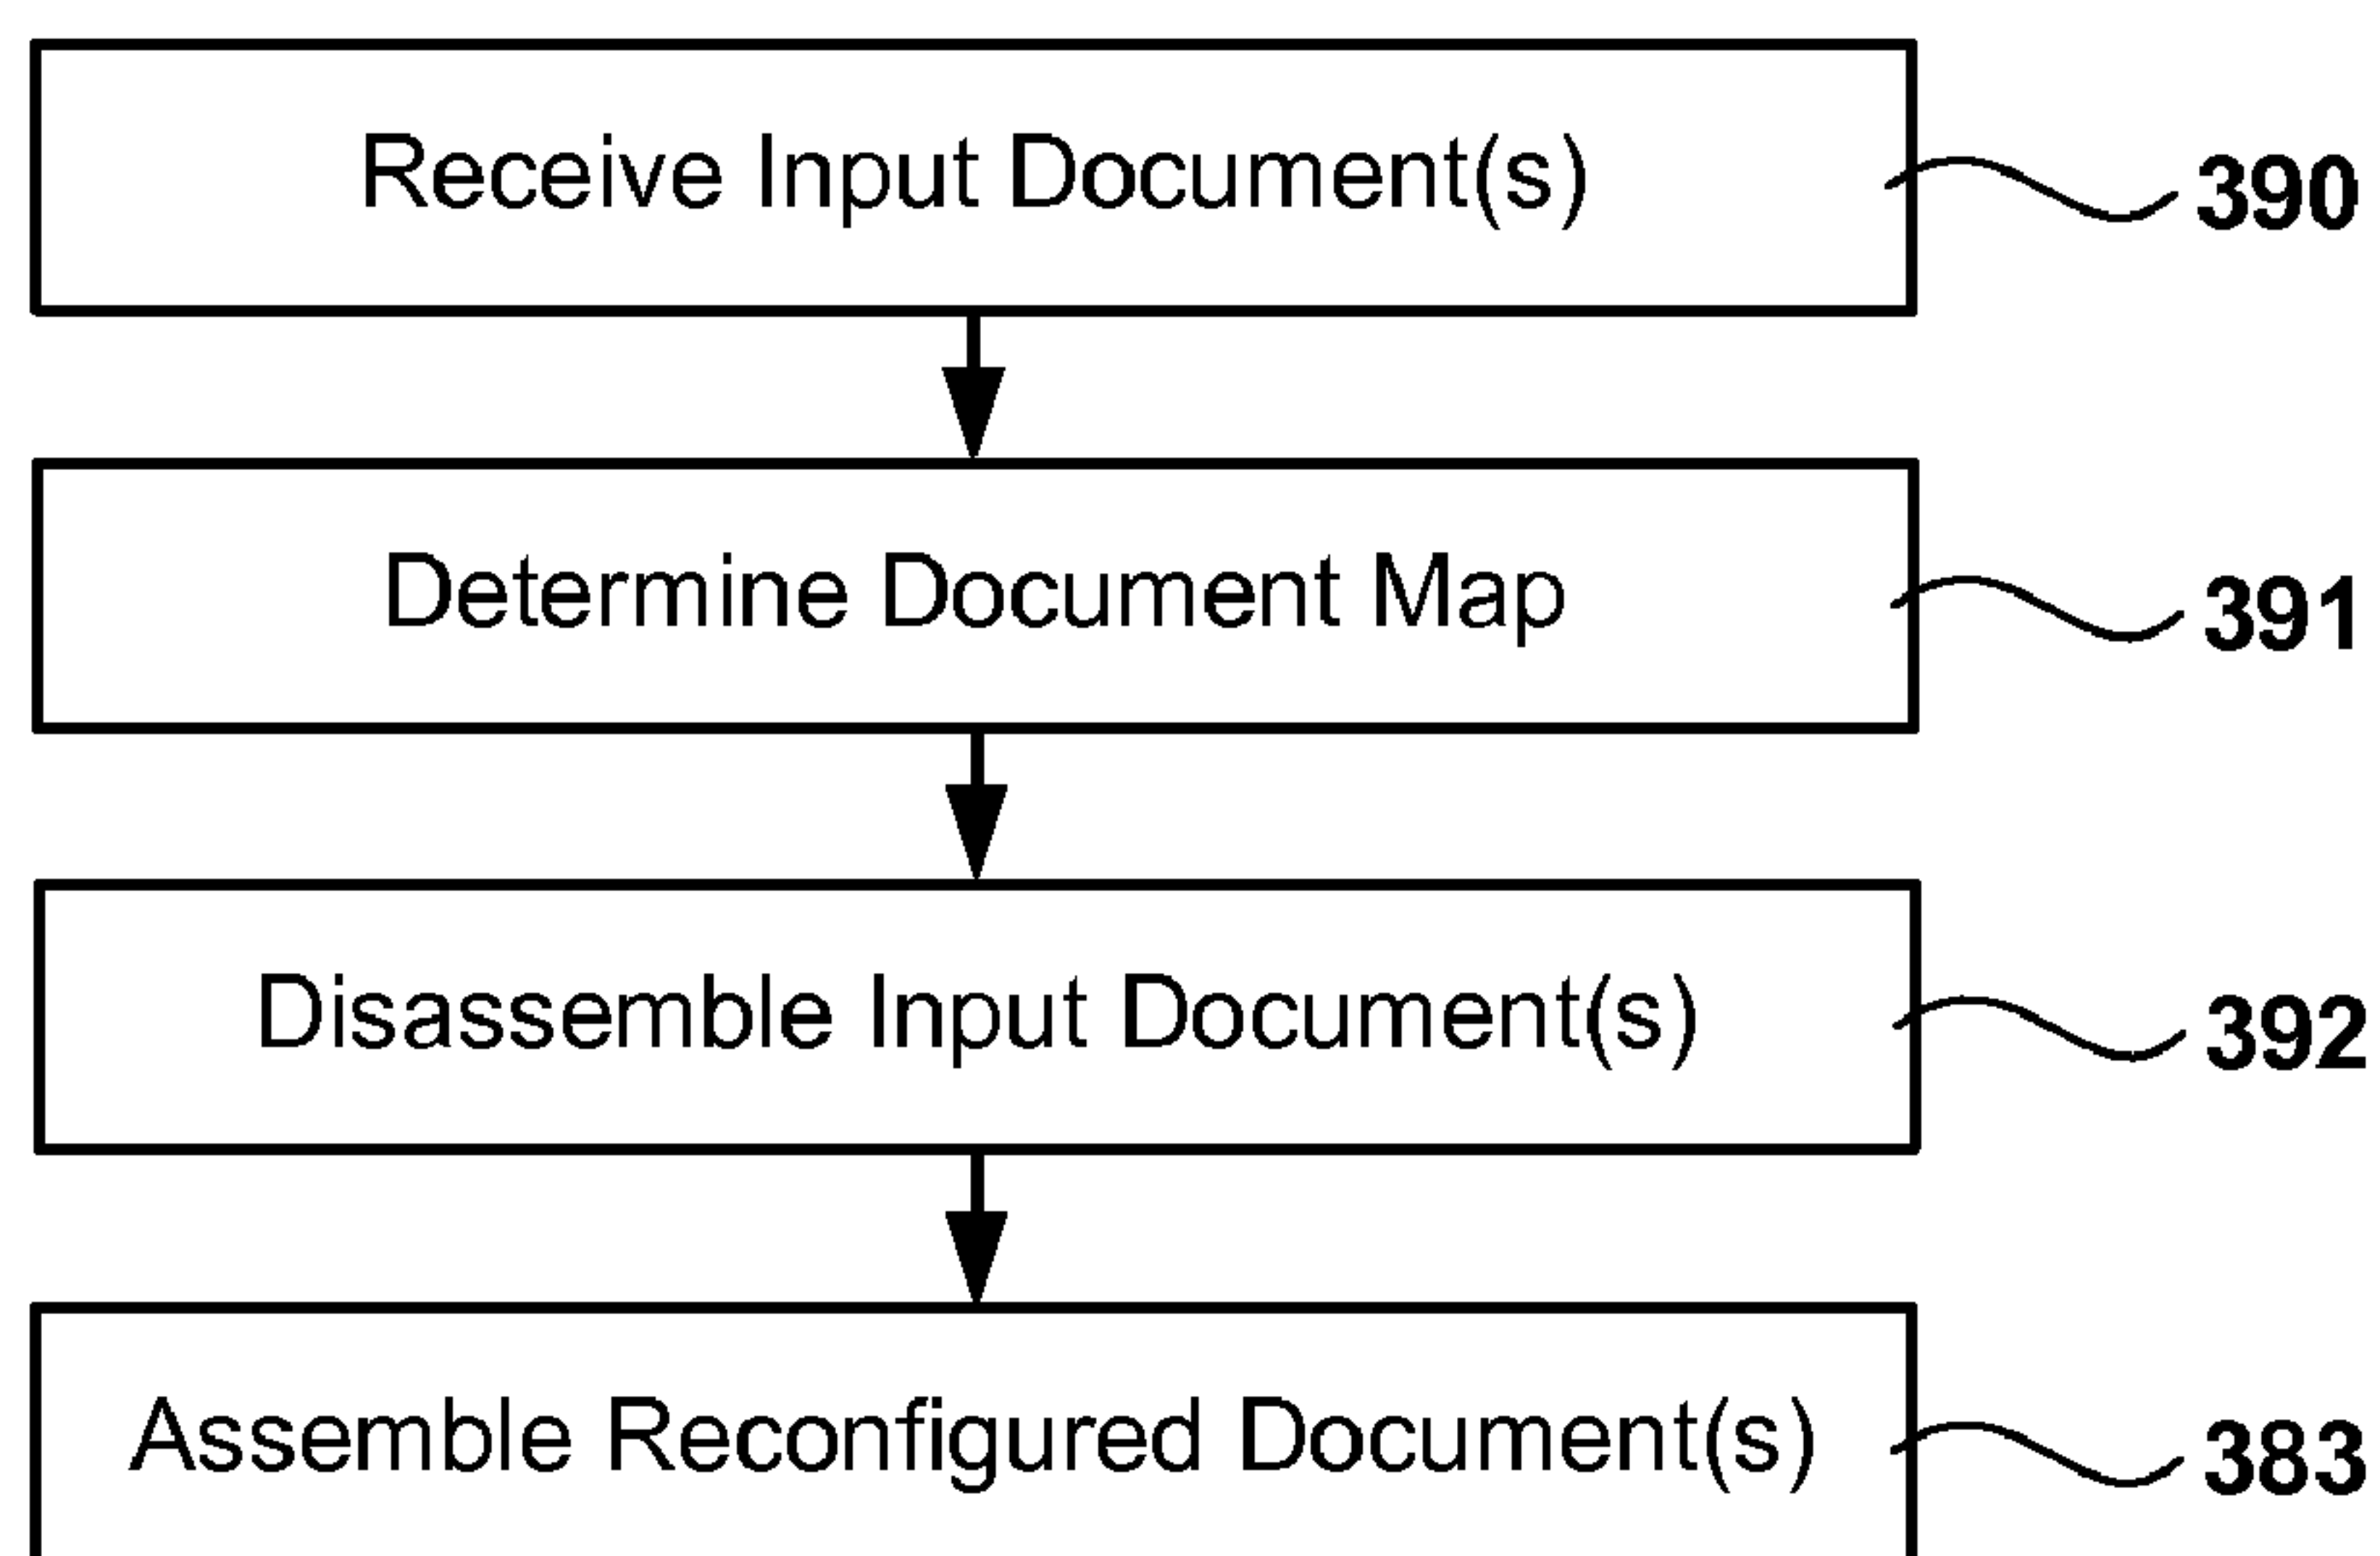 Receive Input Document(s)
390
Determine Document Map
391
Disassemble Input Document(s)
392
Assemble Reconfigured Document(s)
383